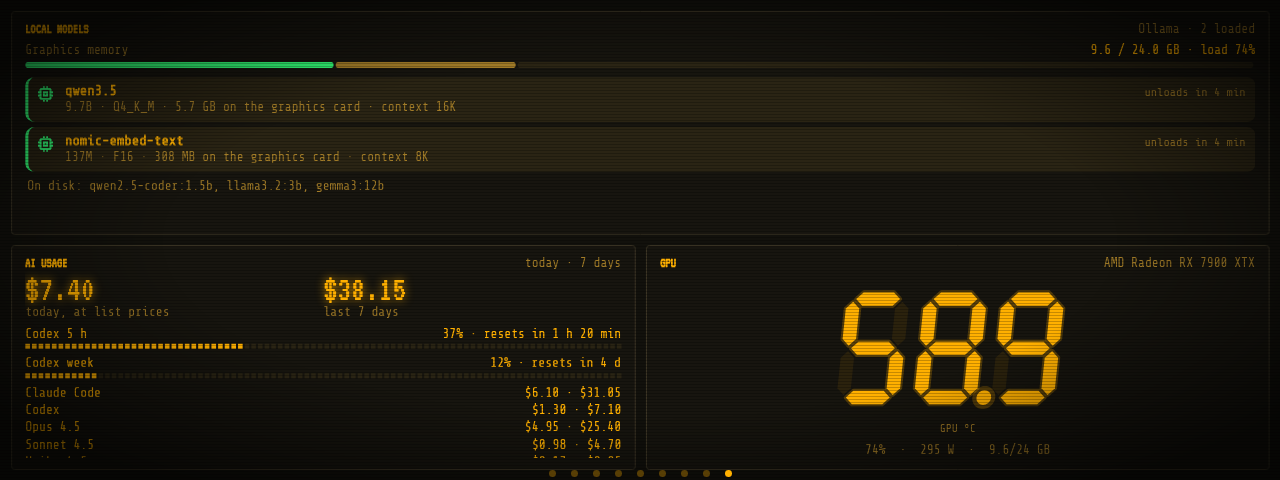 LOCAL MODELS
Ollama · 2 loaded
Graphics memory
9.6 / 24.0 GB · load 74%
qwen3.5
unloads in 4 min
9.7B · Q4_K_M · 5.7 GB on the graphics card · context 16K
nomic-embed-text
unloads in 4 min
137M · F16 · 308 MB on the graphics card · context 8K
On disk: qwen2.5-coder:1.5b, llama3.2:3b, gemma3:12b
AI USAGE
today · 7 days
$7.40
$38.15
today, at list prices
last 7 days
Codex 5 h
37% · resets in 1 h 20 min
Codex week
12% · resets in 4 d
Claude Code
$6.10 · $31.05
Codex
$1.30 · $7.10
Opus 4.5
$4.95 · $25.40
Sonnet 4.5
$0.98 · $4.70
GPU
AMD Radeon RX 7900 XTX
58.9
GPU °C
74% · 295 W · 9.6/24 GB